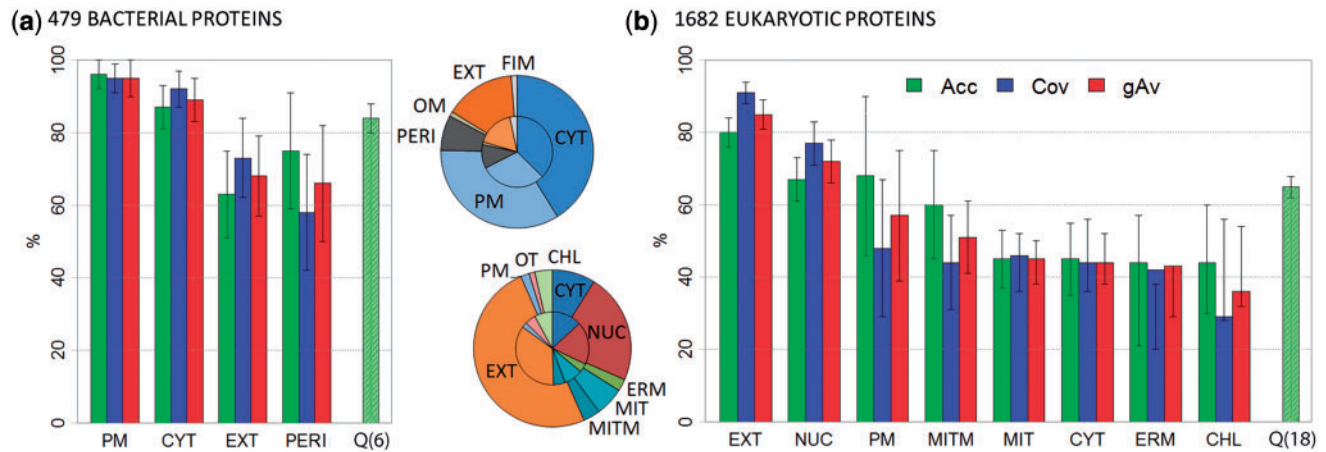 (a) 479 BACTERIAL PROTEINS
%
0 20 40 60 80 100
PM CYT EXT PERI Q(6)
FIM
EXT
OM
PERI
CYT
PM
OT CHL
PM
CYT
NUC
EXT
ERM
MIT
MITM
(b) 1682 EUKARYOTIC PROTEINS
Acc Cov gAv
%
0 20 40 60 80 100
EXT NUC PM MITM MIT CYT ERM CHL Q(18)